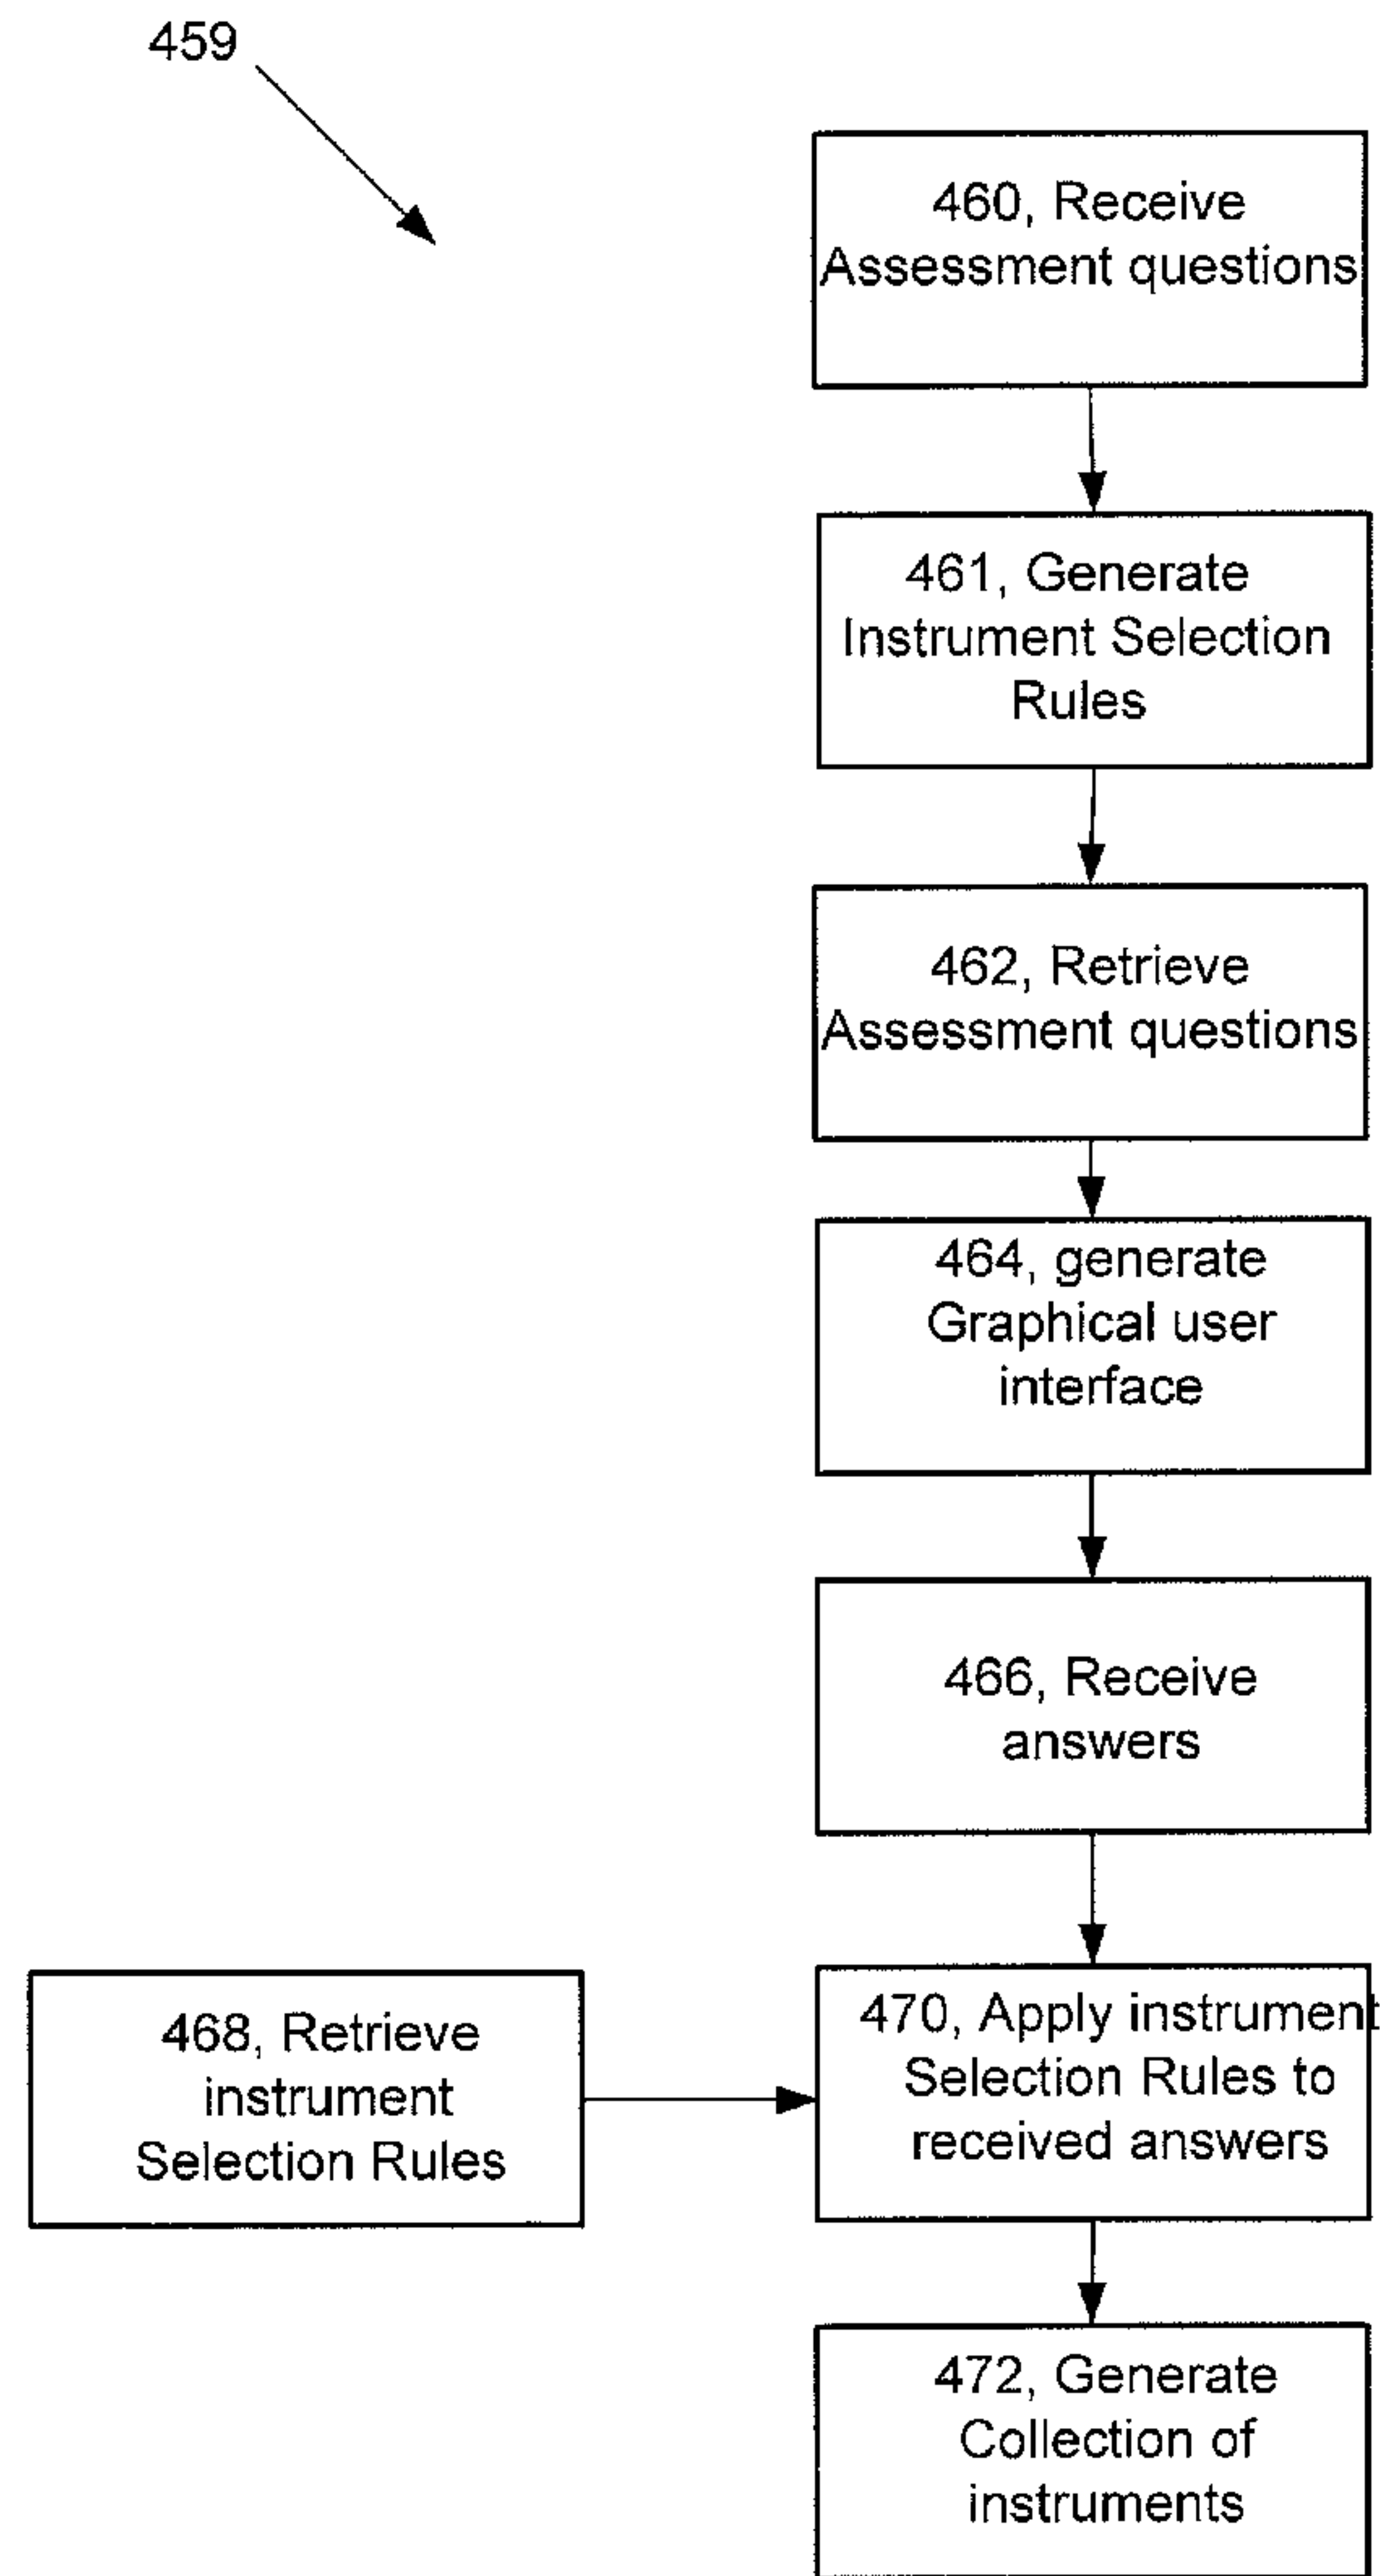 459
460, Receive
Assessment questions
461, Generate
Instrument Selection
Rules
462, Retrieve
Assessment questions
464, generate
Graphical user
interface
466, Receive
answers
468, Retrieve
instrument
Selection Rules
470, Apply instrument
Selection Rules to
received answers
472, Generate
Collection of
instruments